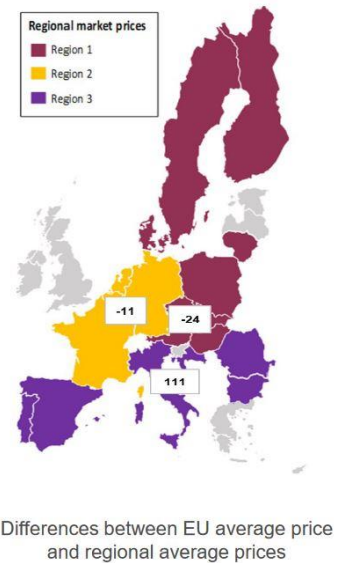 Regional market prices
Region 1
Region 2
Region 3
-11
-24
111
Differences between EU average price
and regional average prices